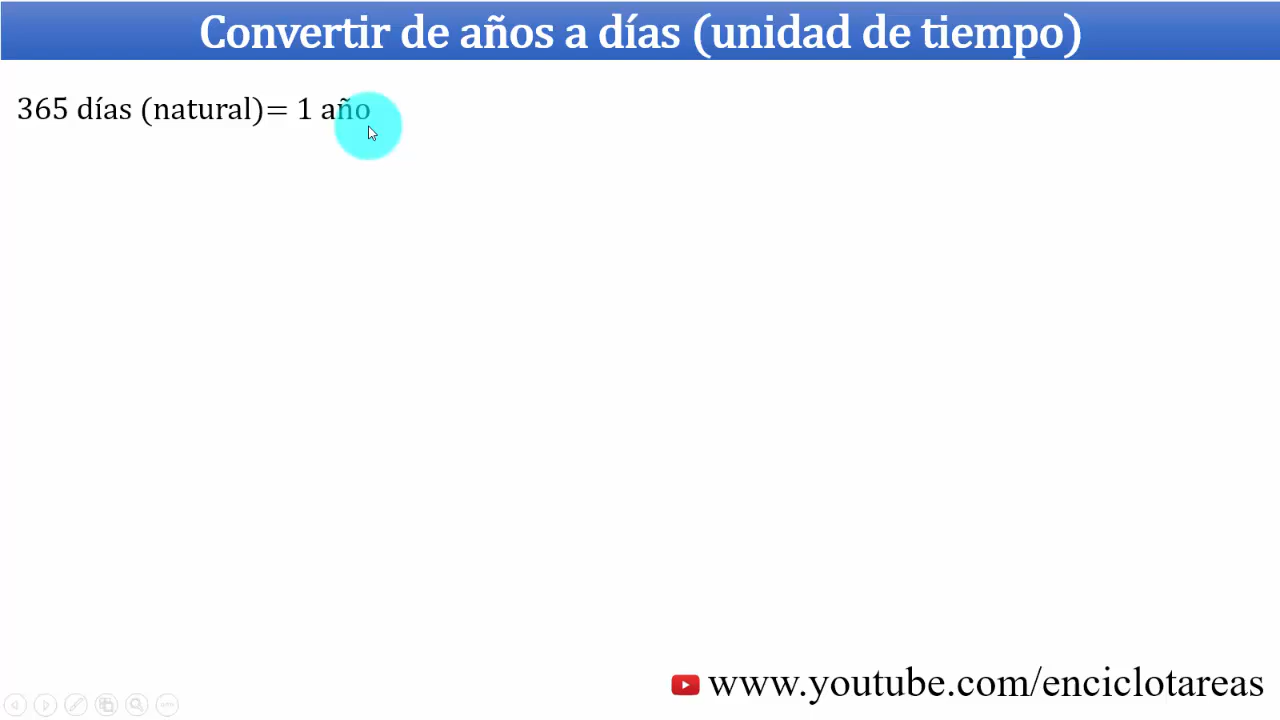 Convertir de años a días (unidad de tiempo)
365 días (natural)= 1 año
www.youtube.com/enciclotareas